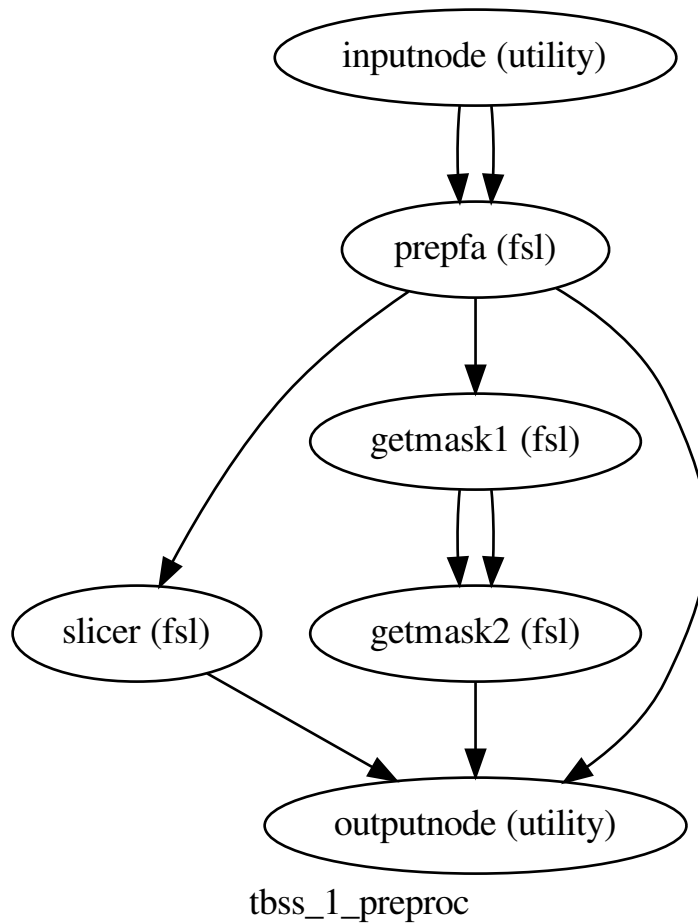 inputnode (utility)
prepfa (fsl)
getmask1 (fsl)
slicer (fsl)
getmask2 (fsl)
outputnode (utility)
tbss_1_preproc